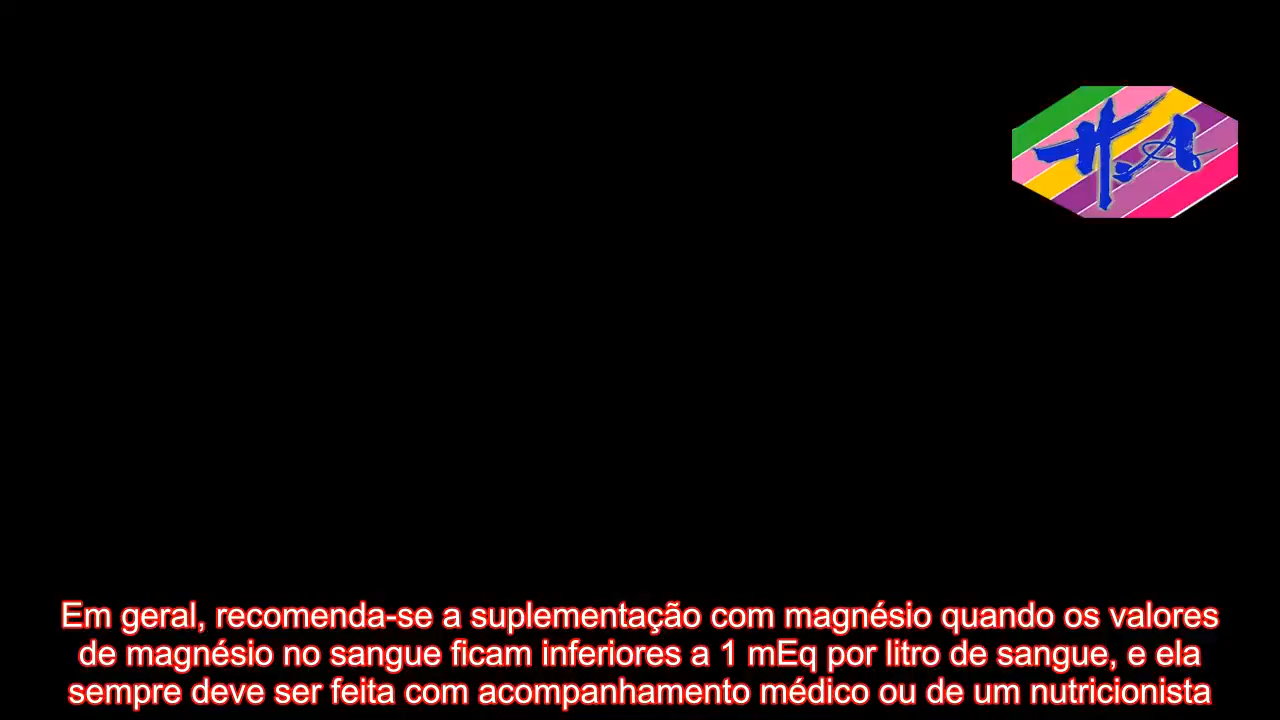 H.A
Em geral, recomenda-se a suplementação com magnésio quando os valores
de magnésio no sangue ficam inferiores a 1 mEq por litro de sangue, e ela
sempre deve ser feita com acompanhamento médico ou de um nutricionista